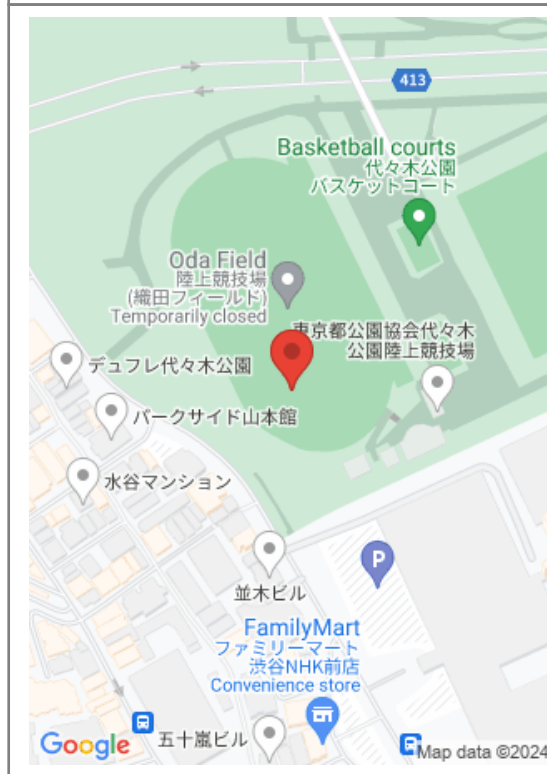 413
Basketball courts
代々木公園
バスケットコート
Oda Field
陸上競技場
(織田フィールド)
Temporarily closed
東京都公園協会代々木
公園陸上競技場
デュフレ代々木公園
パークサイド山本館
水谷マンション
P
並木ビル
FamilyMart
ファミリーマート
渋谷NHK前店
Convenience store
五十嵐ビル
Google
Map data ©2024